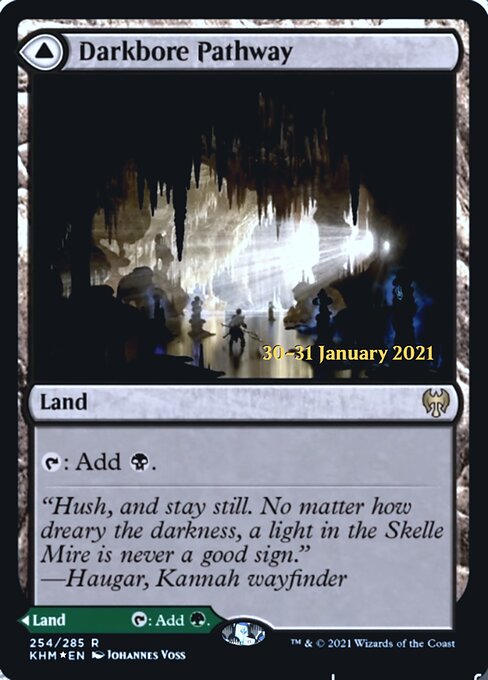 Darkbore Pathway
30–31 January 2021
Land
: Add .
“Hush, and stay still. No matter how
dreary the darkness, a light in the Skelle
Mire is never a good sign.”
—Haugar, Kannah wayfinder
Land : Add .
254/285 R
™ & © 2021 Wizards of the Coast
KHM★EN Johannes Voss